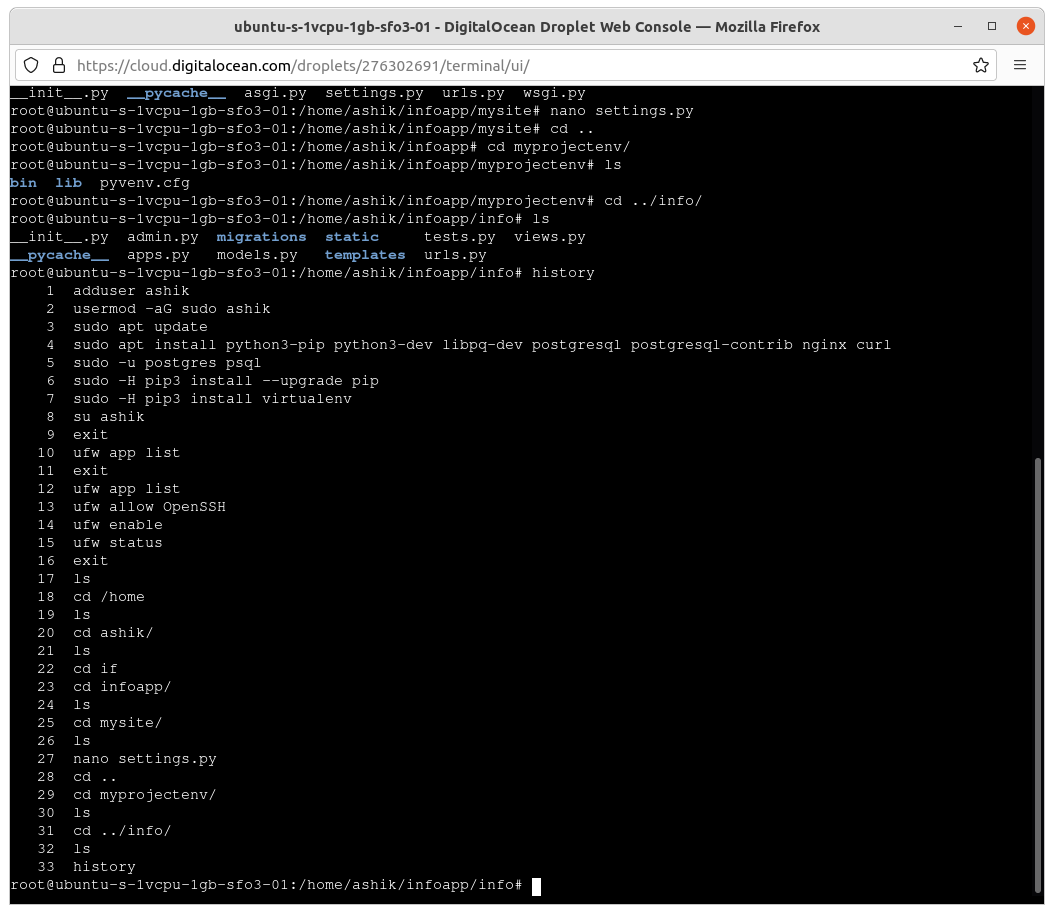 ubuntu-s-1vcpu-1gb-sfo3-01 - DigitalOcean Droplet Web Console — Mozilla Firefox
https://cloud.digitalocean.com/droplets/276302691/terminal/ui/
__init__.py  __pycache__  asgi.py  settings.py  urls.py  wsgi.py
root@ubuntu-s-1vcpu-1gb-sfo3-01:/home/ashik/infoapp/mysite# nano settings.py
root@ubuntu-s-1vcpu-1gb-sfo3-01:/home/ashik/infoapp/mysite# cd ..
root@ubuntu-s-1vcpu-1gb-sfo3-01:/home/ashik/infoapp# cd myprojectenv/
root@ubuntu-s-1vcpu-1gb-sfo3-01:/home/ashik/infoapp/myprojectenv# ls
bin  lib  pyvenv.cfg
root@ubuntu-s-1vcpu-1gb-sfo3-01:/home/ashik/infoapp/myprojectenv# cd ../info/
root@ubuntu-s-1vcpu-1gb-sfo3-01:/home/ashik/infoapp/info# ls
__init__.py  admin.py  migrations  static     tests.py  views.py
__pycache__  apps.py   models.py   templates  urls.py
root@ubuntu-s-1vcpu-1gb-sfo3-01:/home/ashik/infoapp/info# history
    1  adduser ashik
    2  usermod -aG sudo ashik
    3  sudo apt update
    4  sudo apt install python3-pip python3-dev libpq-dev postgresql postgresql-contrib nginx curl
    5  sudo -u postgres psql
    6  sudo -H pip3 install --upgrade pip
    7  sudo -H pip3 install virtualenv
    8  su ashik
    9  exit
   10  ufw app list
   11  exit
   12  ufw app list
   13  ufw allow OpenSSH
   14  ufw enable
   15  ufw status
   16  exit
   17  ls
   18  cd /home
   19  ls
   20  cd ashik/
   21  ls
   22  cd if
   23  cd infoapp/
   24  ls
   25  cd mysite/
   26  ls
   27  nano settings.py
   28  cd ..
   29  cd myprojectenv/
   30  ls
   31  cd ../info/
   32  ls
   33  history
root@ubuntu-s-1vcpu-1gb-sfo3-01:/home/ashik/infoapp/info#